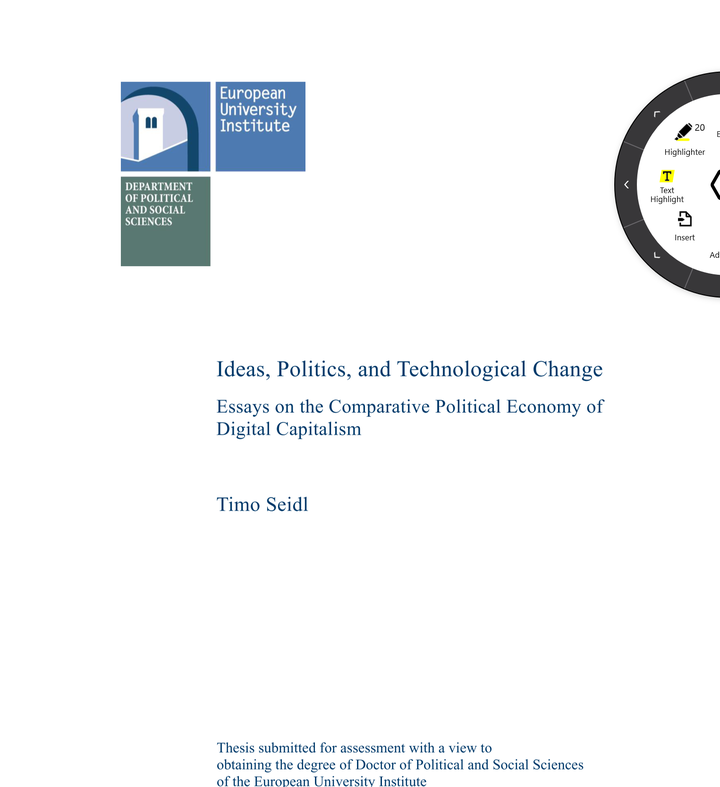 European
University
Institute
DEPARTMENT
OF POLITICAL
AND SOCIAL
SCIENCES
20
Highlighter
T
Text
Highlight
Insert
Ideas, Politics, and Technological Change
Essays on the Comparative Political Economy of
Digital Capitalism
Timo Seidl
Thesis submitted for assessment with a view to
obtaining the degree of Doctor of Political and Social Sciences
of the European University Institute